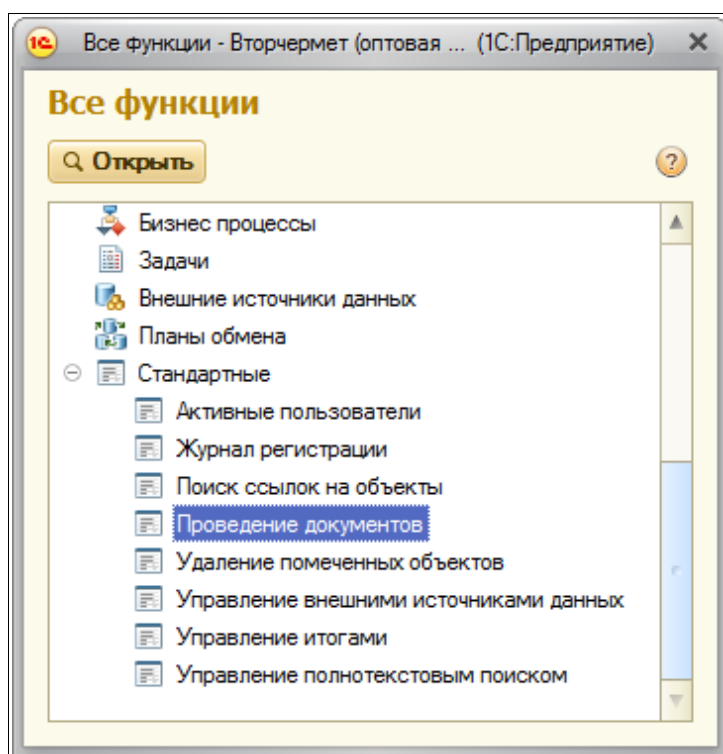 1С Все функции - Вторчермет (оптовая ... (1С:Предприятие)
Все функции
Открыть ?
Бизнес процессы
Задачи
Внешние источники данных
Планы обмена
Стандартные
Активные пользователи
Журнал регистрации
Поиск ссылок на объекты
Проведение документов
Удаление помеченных объектов
Управление внешними источниками данных
Управление итогами
Управление полнотекстовым поиском